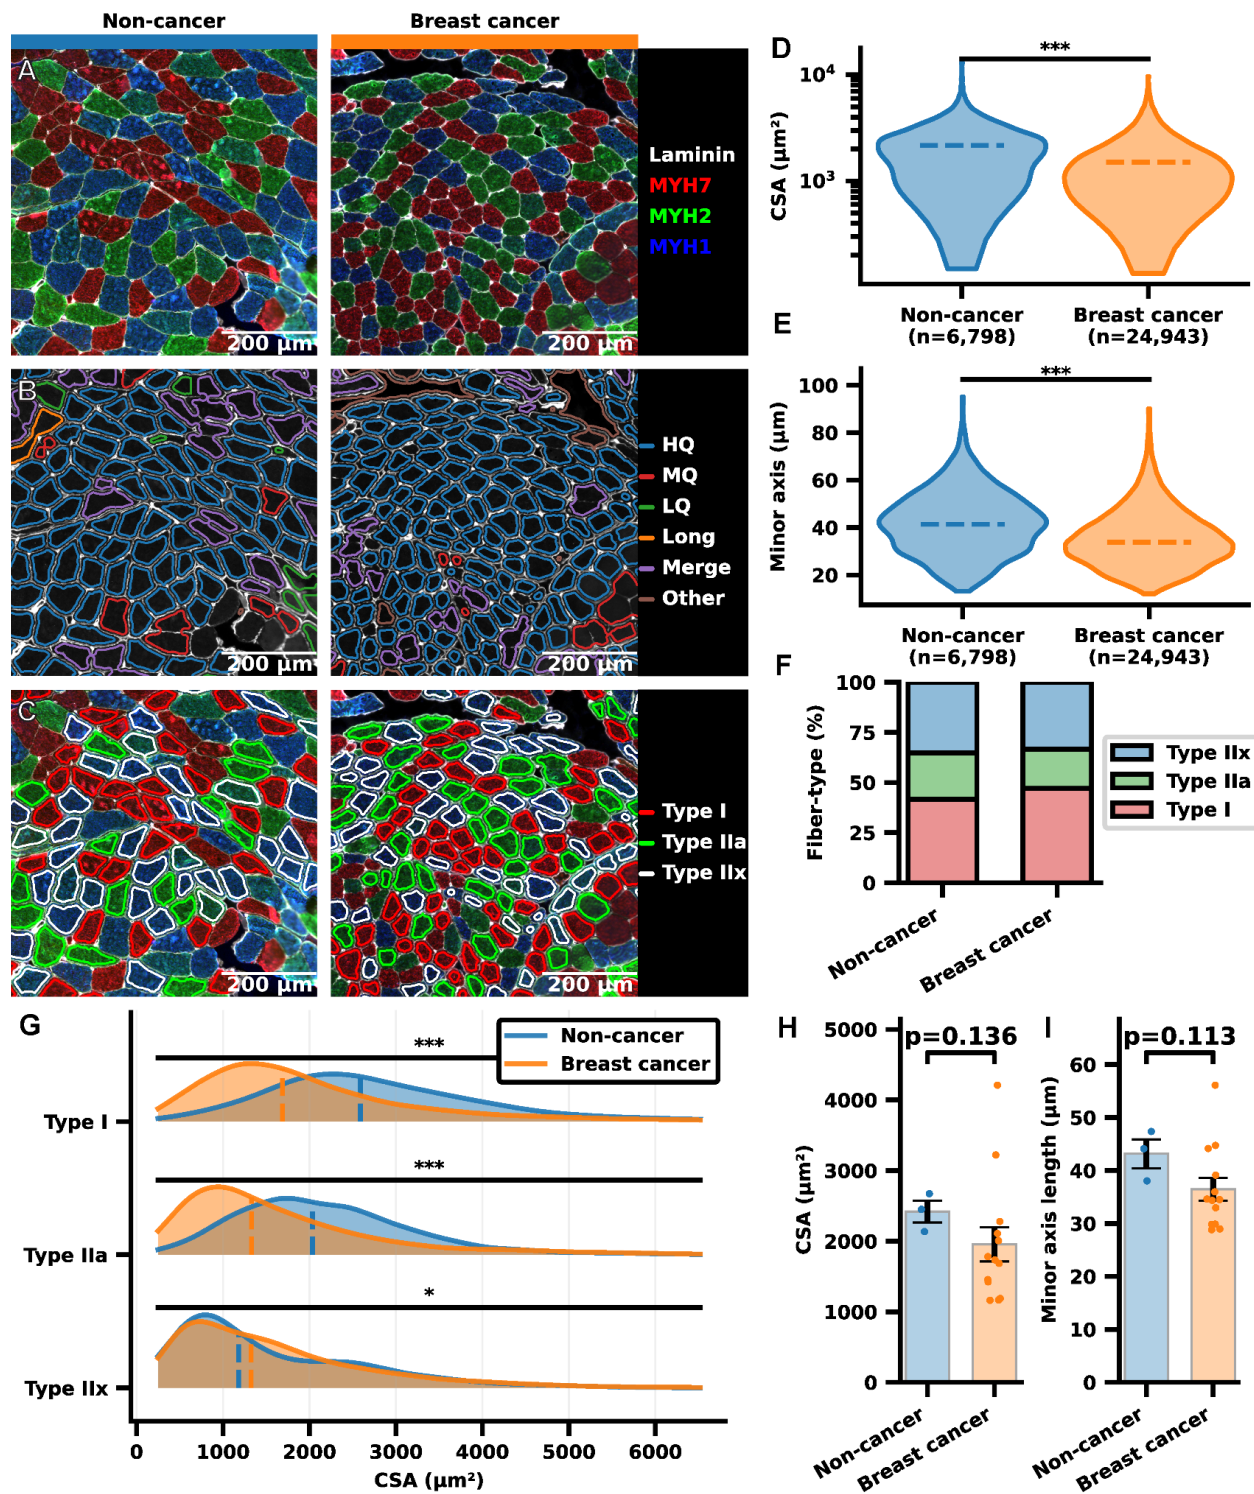 Non-cancer
Breast cancer
A
Laminin
MYH7
MYH2
MYH1
200 µm
200 µm
B
HQ
MQ
LQ
Long
Merge
Other
200 µm
200 µm
C
Type I
Type IIa
Type IIx
200 µm
200 µm
D
***
CSA (µm²)
10⁴
10³
Non-cancer
(n=6,798)
Breast cancer
(n=24,943)
E
***
Minor axis (µm)
100
80
60
40
20
Non-cancer
(n=6,798)
Breast cancer
(n=24,943)
F
Fiber-type (%)
100
75
50
25
0
Non-cancer
Breast cancer
Type IIx
Type IIa
Type I
G
Non-cancer
Breast cancer
***
Type I
***
Type IIa
*
Type IIx
0
1000
2000
3000
4000
5000
6000
CSA (µm²)
H
p=0.136
CSA (µm²)
5000
4000
3000
2000
1000
0
Non-cancer
Breast cancer
I
p=0.113
Minor axis length (µm)
60
50
40
30
20
10
0
Non-cancer
Breast cancer